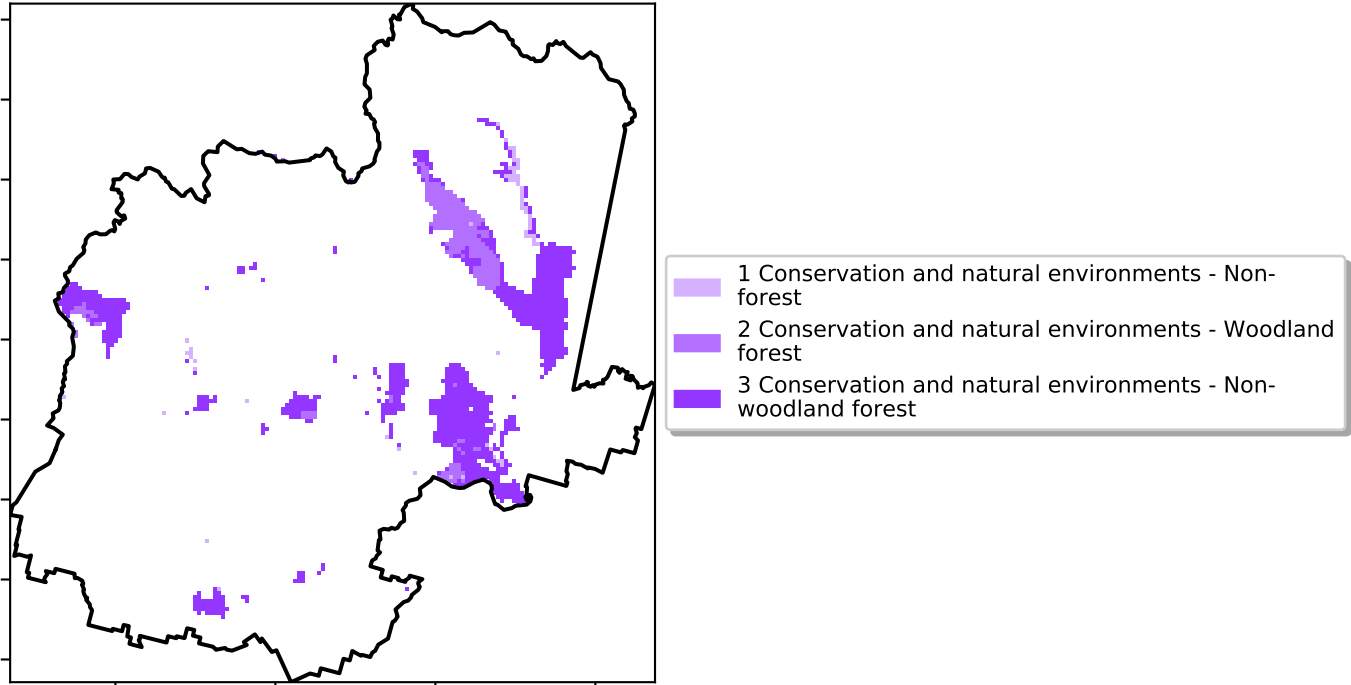 1 Conservation and natural environments - Non-
forest
2 Conservation and natural environments - Woodland
forest
3 Conservation and natural environments - Non-
woodland forest